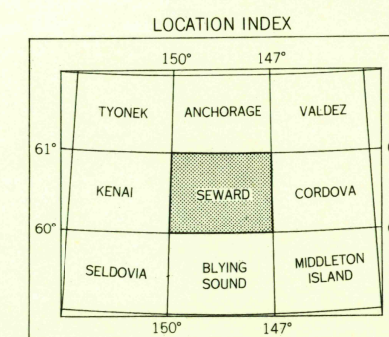 LOCATION INDEX
150° 147°
TYONEK ANCHORAGE VALDEZ
61°
KENAI SEWARD CORDOVA
60°
SELDOVIA BLYING SOUND MIDDLETON ISLAND
150° 147°